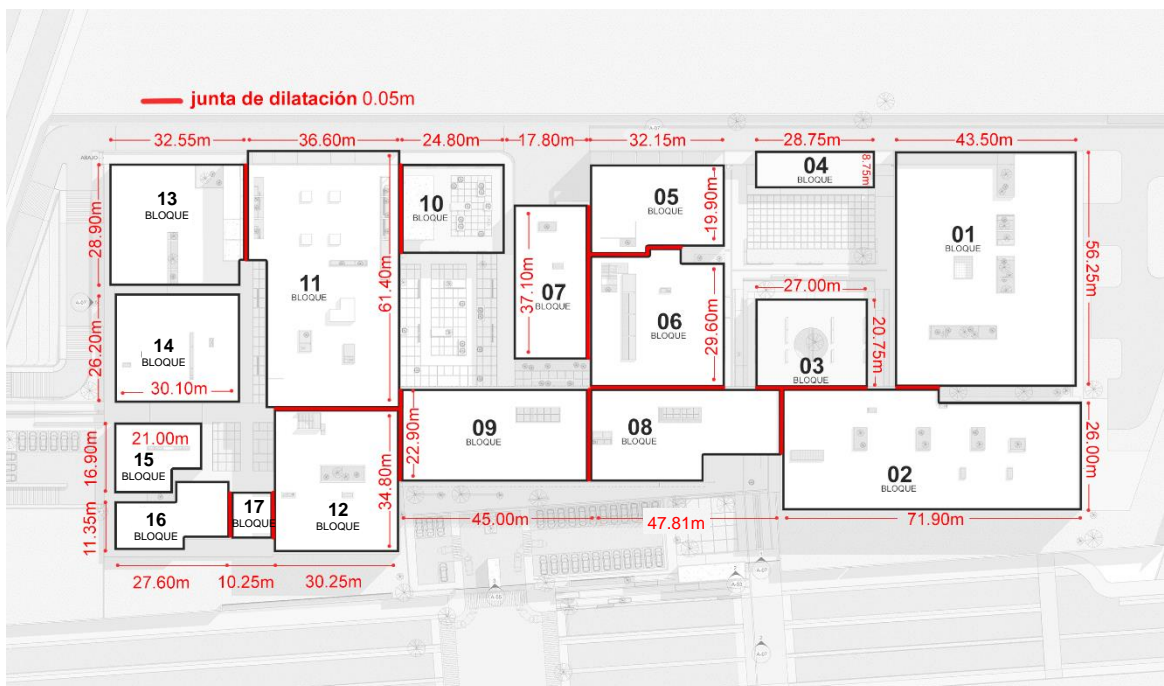 junta de dilatación 0.05m
32.55m
36.60m
24.80m
17.80m
32.15m
28.75m
43.50m
ABAJO
A-07
13
BLOQUE
28.90m
11
BLOQUE
61.40m
10
BLOQUE
07
BLOQUE
37.10m
05
BLOQUE
19.90m
04
BLOQUE
8.75m
01
BLOQUE
56.25m
06
BLOQUE
29.60m
27.00m
03
BLOQUE
20.75m
14
BLOQUE
26.20m
30.10m
09
BLOQUE
22.90m
08
BLOQUE
02
BLOQUE
26.00m
21.00m
15
BLOQUE
16.90m
16
BLOQUE
11.35m
17
BLOQUE
12
BLOQUE
34.80m
45.00m
47.81m
71.90m
27.60m
10.25m
30.25m
A-07